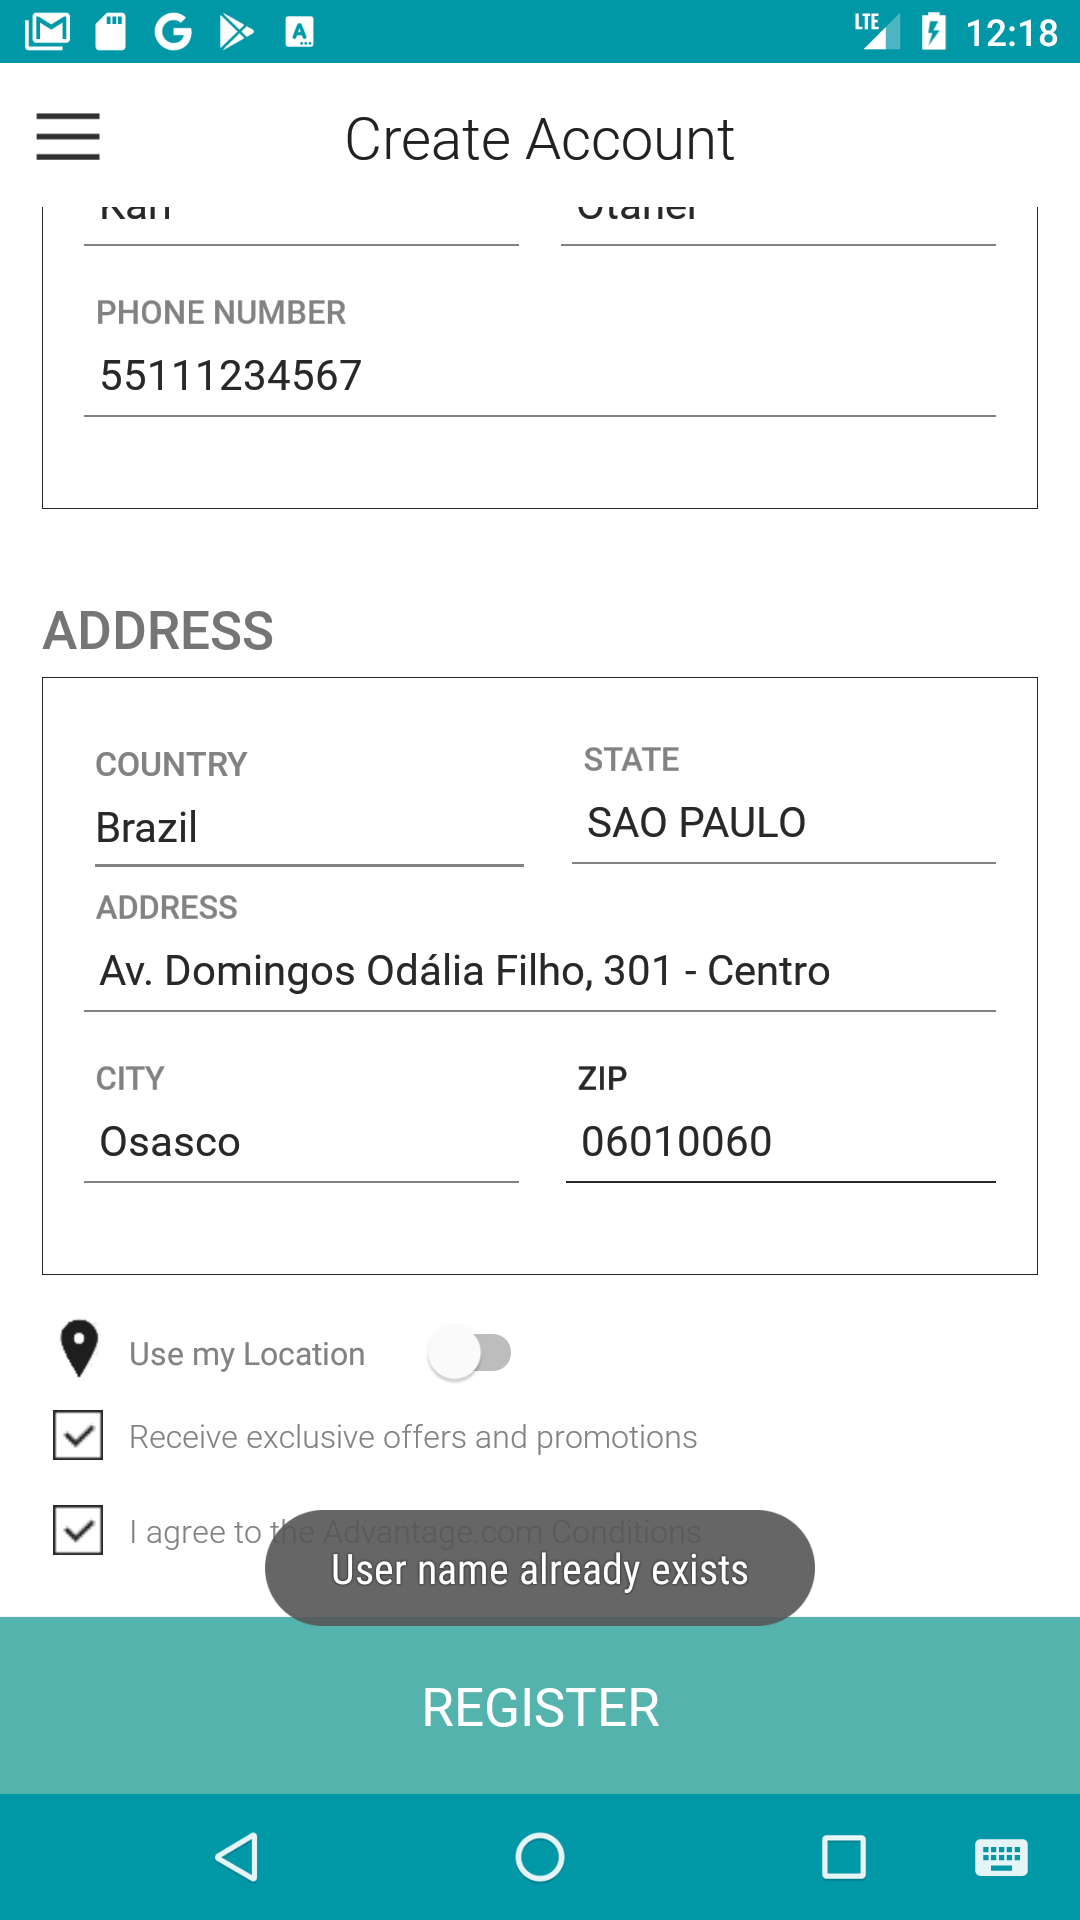 LTE 12:18
Create Account
PHONE NUMBER
55111234567
ADDRESS
COUNTRY STATE
Brazil SAO PAULO
ADDRESS
Av. Domingos Odália Filho, 301 - Centro
CITY ZIP
Osasco 06010060
Use my Location
Receive exclusive offers and promotions
I agree to the Advantage.com Conditions
User name already exists
REGISTER